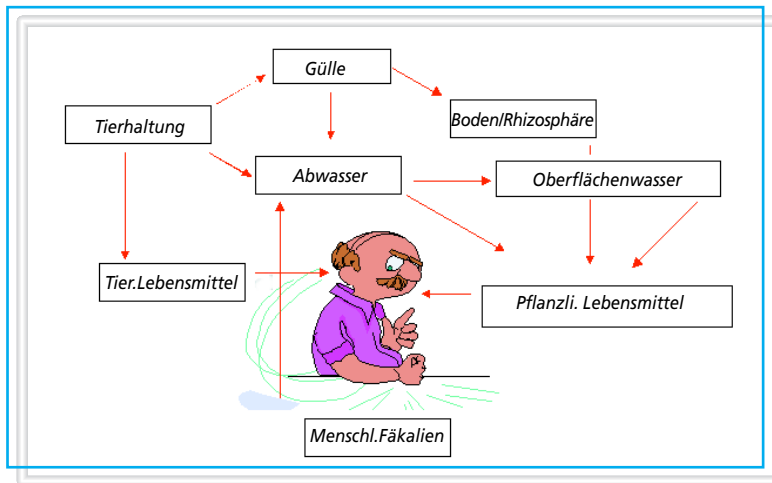 Gülle
Tierhaltung
Boden/Rhizosphäre
Abwasser
Oberflächenwasser
Tier.Lebensmittel
Pflanzli. Lebensmittel
Menschl.Fäkalien